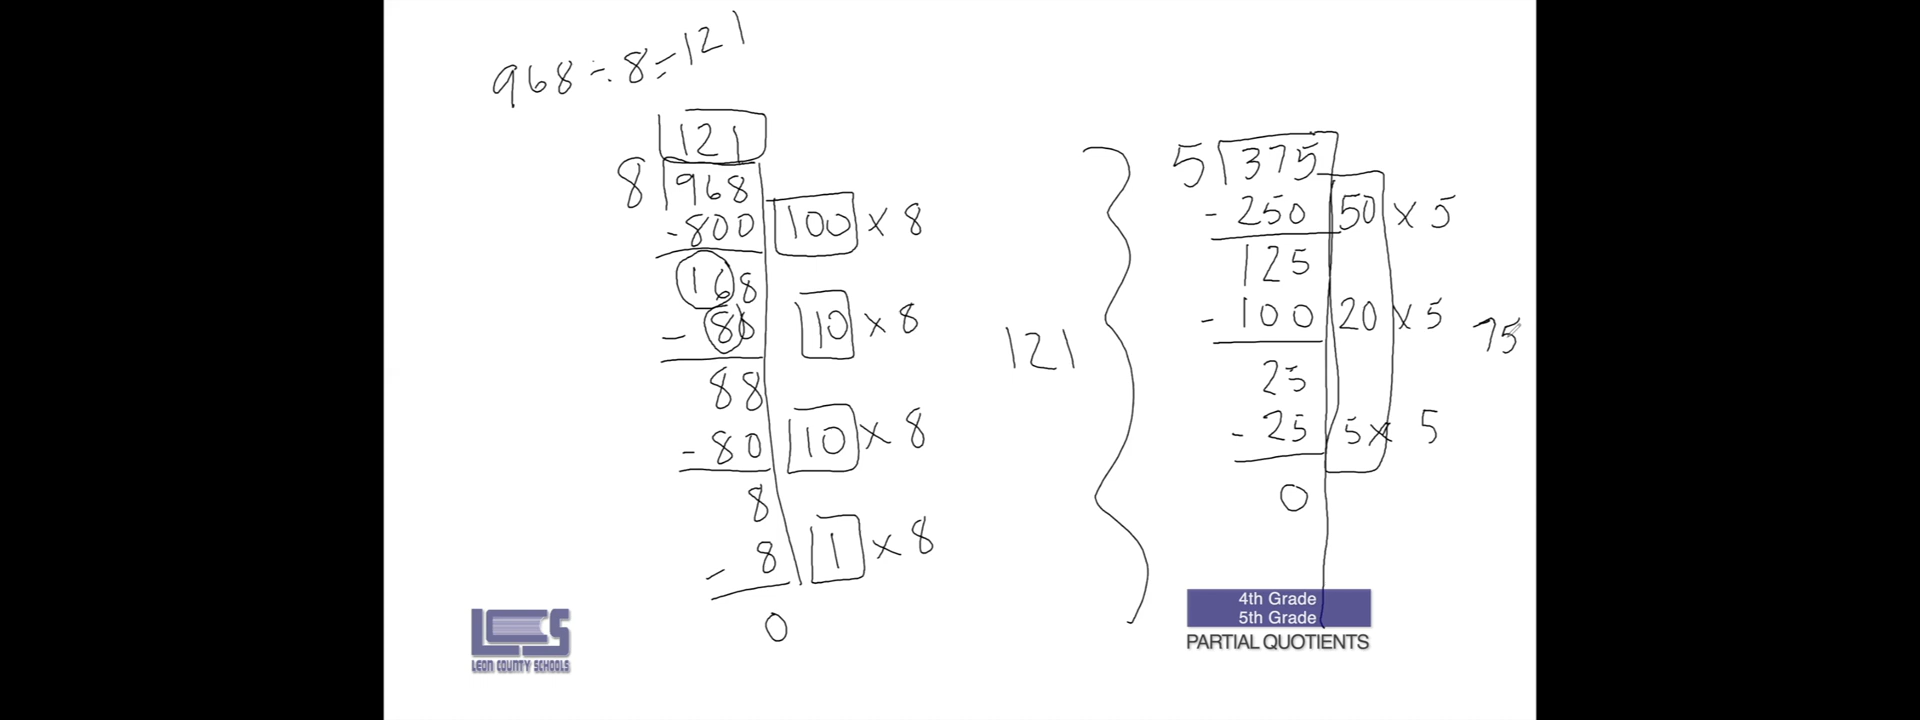 968 ÷ 8 = 121
121
8 968
-800 100 × 8
168
- 80 10 × 8
88
- 80 10 × 8
8
- 8 1 × 8
0
121
5 375
- 250 50 × 5
125
- 100 20 × 5
25
- 25 5 × 5
0
75
LCS
LEON COUNTY SCHOOLS
4th Grade
5th Grade
PARTIAL QUOTIENTS